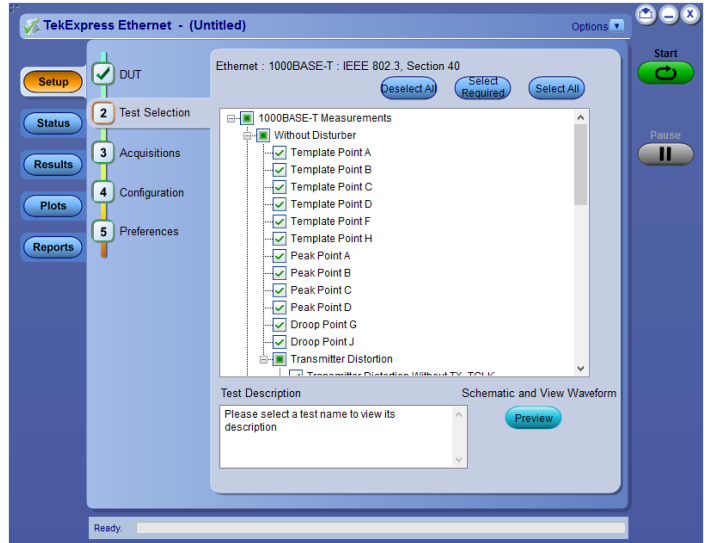 TekExpress Ethernet - (Untitled)
Options
Start
Pause
Setup
Status
Results
Plots
Reports
DUT
2 Test Selection
3 Acquisitions
4 Configuration
5 Preferences
Ethernet : 1000BASE-T : IEEE 802.3, Section 40
Deselect All
Select
Required
Select All
1000BASE-T Measurements
Without Disturber
Template Point A
Template Point B
Template Point C
Template Point D
Template Point F
Template Point H
Peak Point A
Peak Point B
Peak Point C
Peak Point D
Droop Point G
Droop Point J
Transmitter Distortion
Transmitter Distortion Without TX_TCLK
Test Description
Schematic and View Waveform
Please select a test name to view its
description
Preview
Ready.